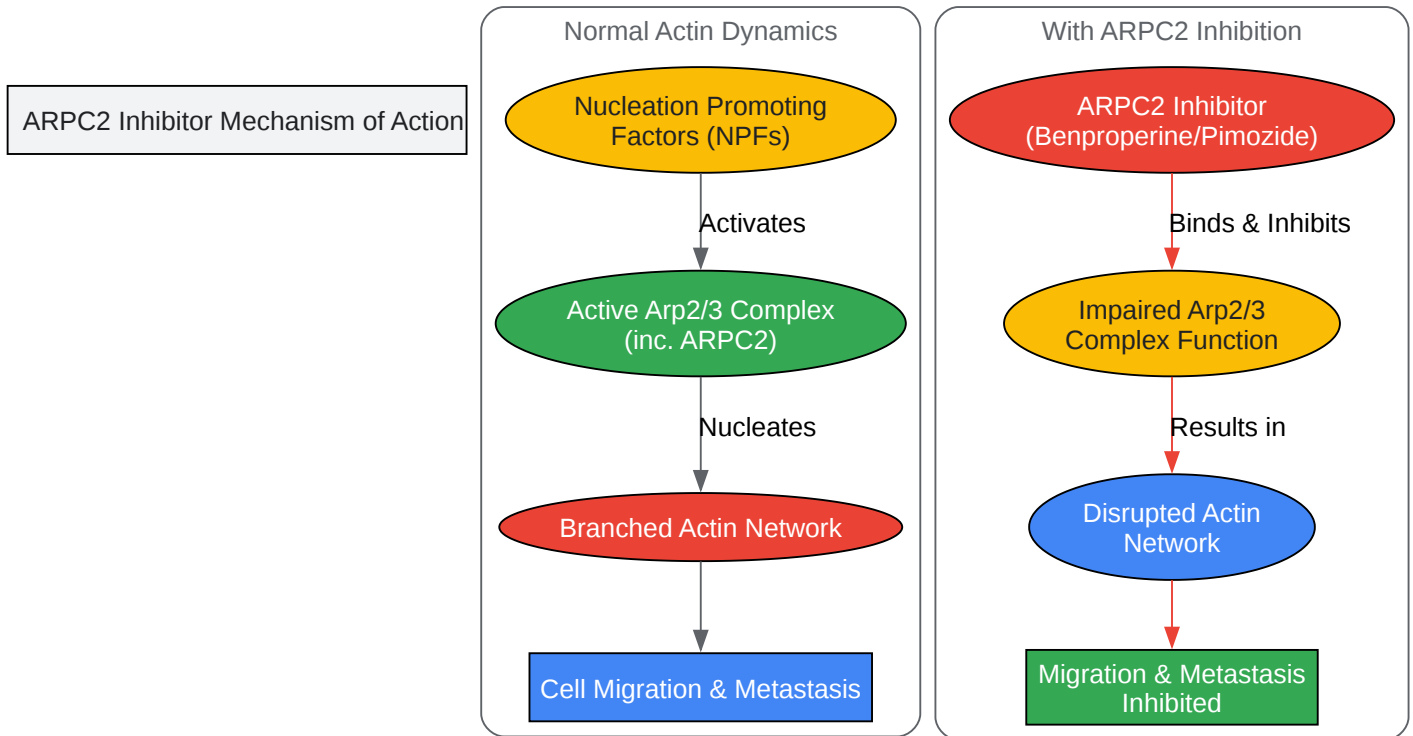 ARPC2 Inhibitor Mechanism of Action
Normal Actin Dynamics
Nucleation Promoting
Factors (NPFs)
Activates
Active Arp2/3 Complex
(inc. ARPC2)
Nucleates
Branched Actin Network
Cell Migration & Metastasis
With ARPC2 Inhibition
ARPC2 Inhibitor
(Benproperine/Pimozide)
Binds & Inhibits
Impaired Arp2/3
Complex Function
Results in
Disrupted Actin
Network
Migration & Metastasis
Inhibited